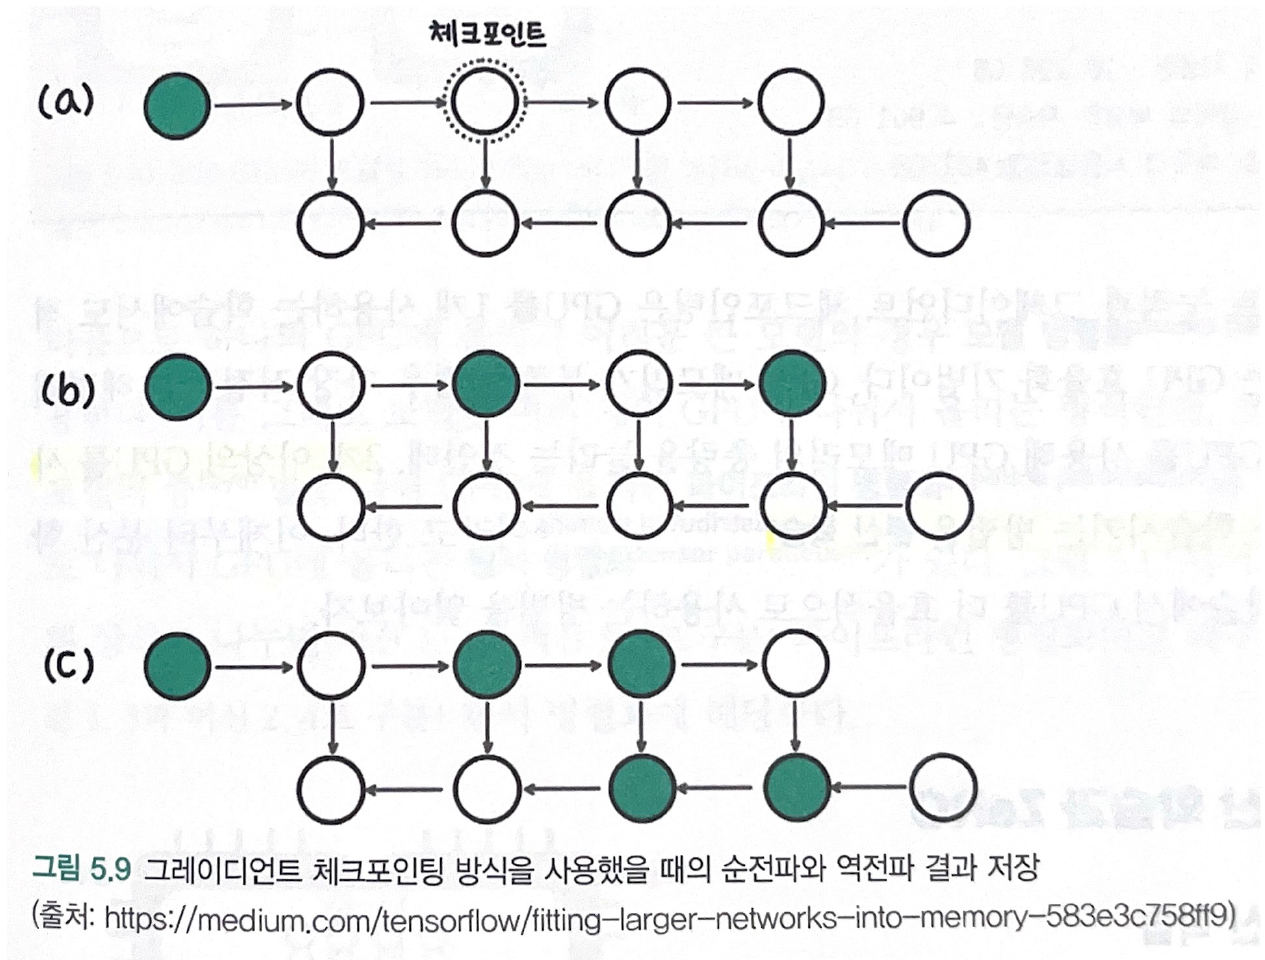 체크포인트
(a)
(b)
(c)
그림 5.9 그레이디언트 체크포인팅 방식을 사용했을 때의 순전파와 역전파 결과 저장
(출처: https://medium.com/tensorflow/fitting-larger-networks-into-memory-583e3c758ff9)